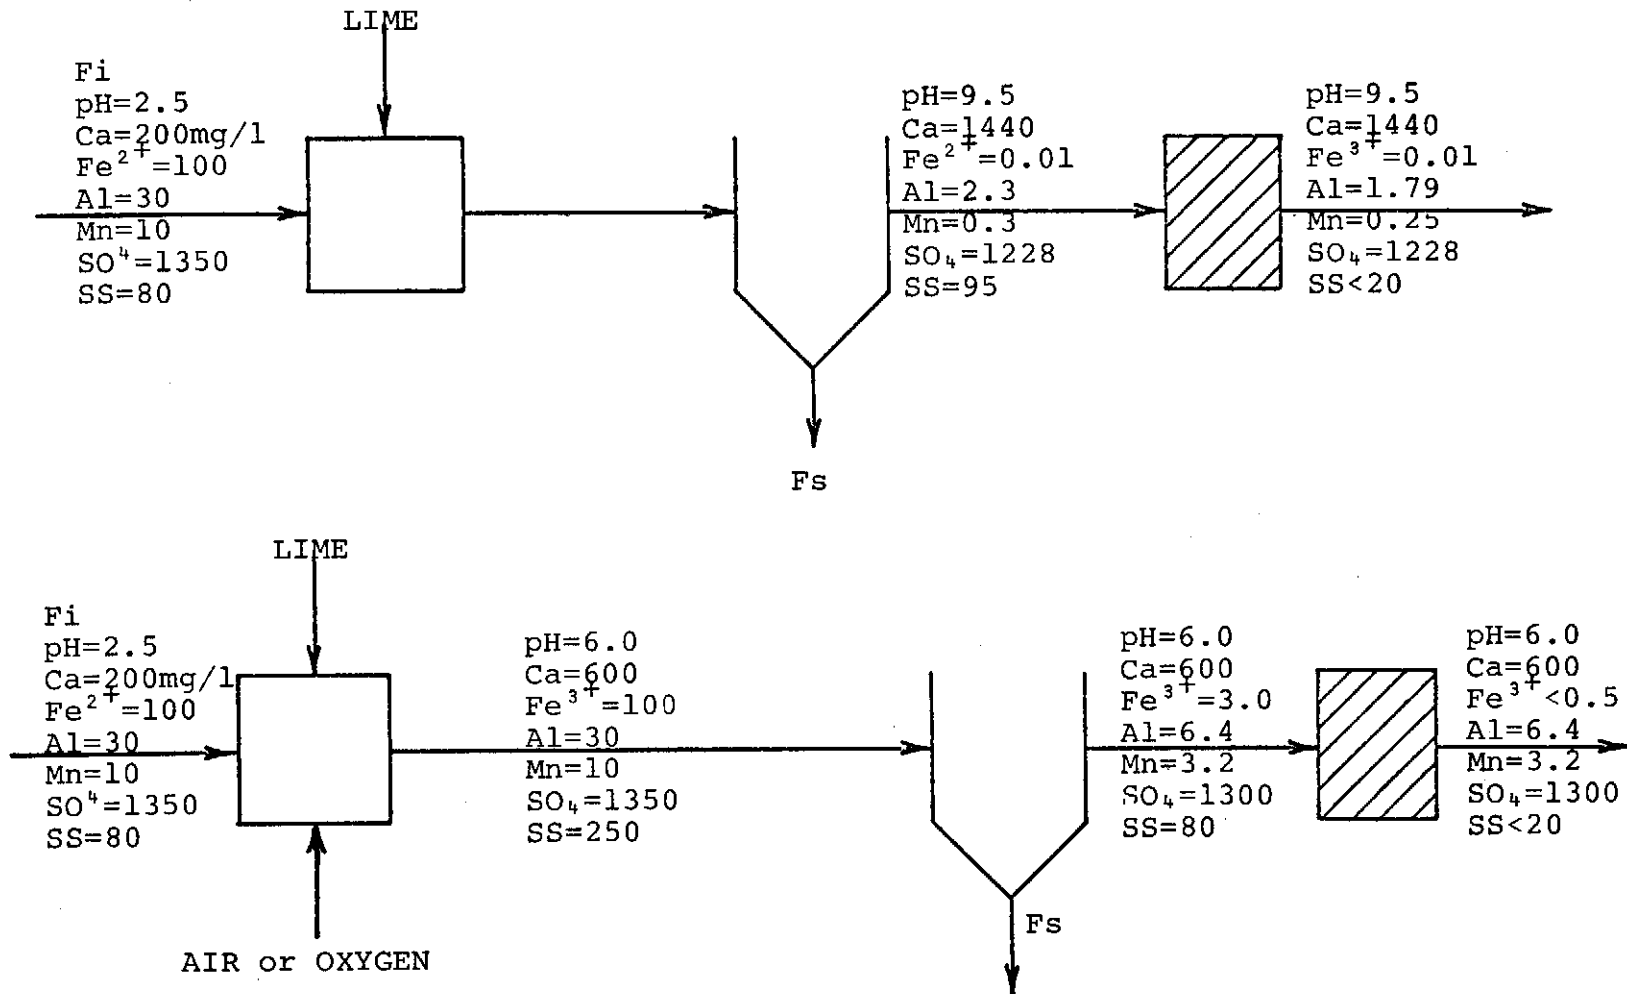 LIME
Fi
pH=2.5
Ca=200mg/l
Fe²⁺=100
Al=30
Mn=10
SO⁴=1350
SS=80
pH=9.5
Ca=1440
Fe²⁺=0.01
Al=2.3
Mn=0.3
SO₄=1228
SS=95
pH=9.5
Ca=1440
Fe³⁺=0.01
Al=1.79
Mn=0.25
SO₄=1228
SS<20
Fs
LIME
Fi
pH=2.5
Ca=200mg/l
Fe²⁺=100
Al=30
Mn=10
SO⁴=1350
SS=80
pH=6.0
Ca=600
Fe³⁺=100
Al=30
Mn=10
SO₄=1350
SS=250
pH=6.0
Ca=600
Fe³⁺=3.0
Al=6.4
Mn=3.2
SO₄=1300
SS=80
pH=6.0
Ca=600
Fe³⁺<0.5
Al=6.4
Mn=3.2
SO₄=1300
SS<20
Fs
AIR or OXYGEN